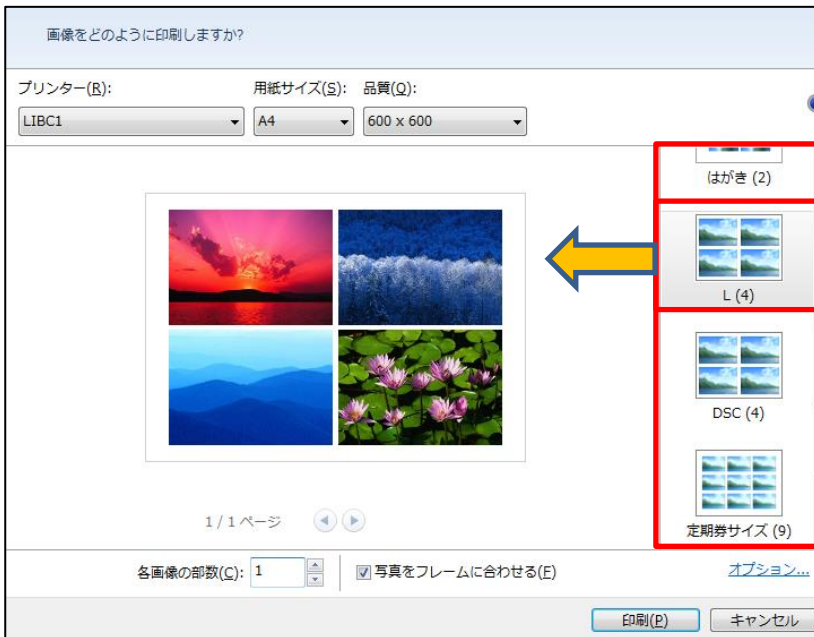 画像をどのように印刷しますか?
プリンター(R): 用紙サイズ(S): 品質(Q):
LIBC1 A4 600 x 600
はがき (2)
L (4)
DSC (4)
定期券サイズ (9)
1 / 1 ページ
各画像の部数(C): 1 写真をフレームに合わせる(F) オプション...
印刷(P) キャンセル